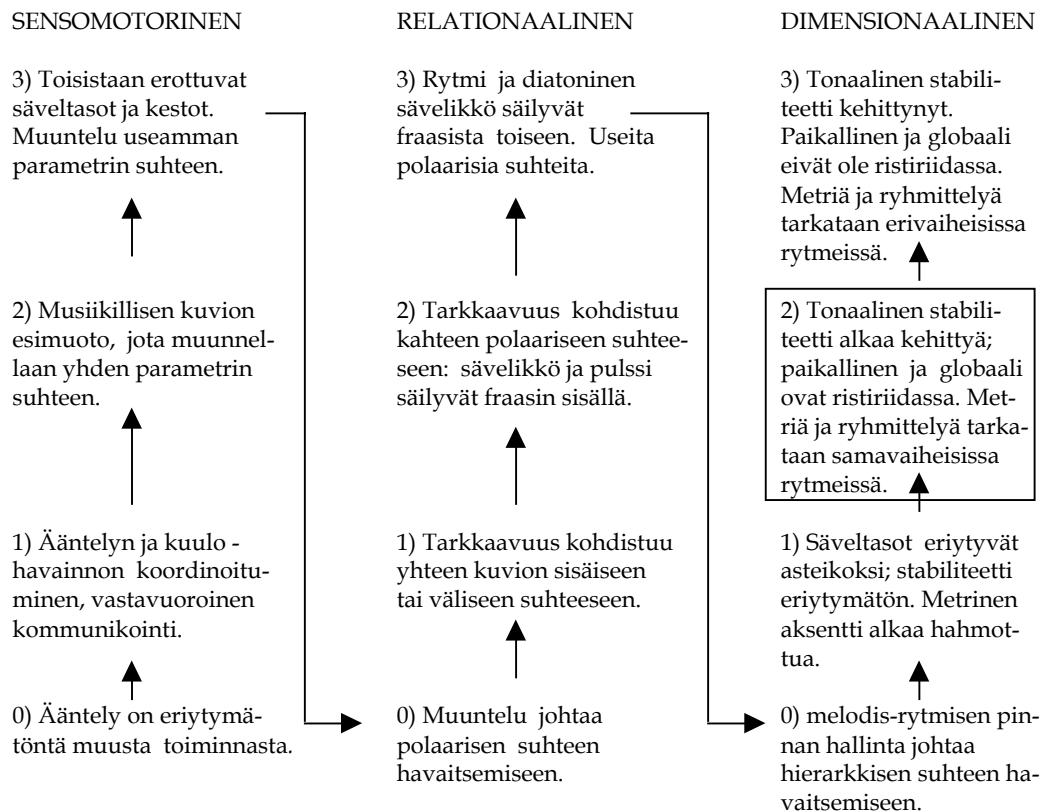 SENSOMOTORINEN
3) Toisistaan erottuvat
säveltasot ja kestot.
Muuntelu useamman
parametrin suhteen.
2) Musiikillisen kuvion
esimuoto, jota muunnel-
laan yhden parametrin
suhteen.
1) Ääntelyn ja kuulo -
havainnon koordinoitu-
minen, vastavuoroinen
kommunikointi.
0) Ääntely on eriytymä-
töntä muusta toiminnasta.
RELATIONAALINEN
3) Rytmi ja diatoninen
sävelikkö säilyvät
fraasista toiseen. Useita
polaarisia suhteita.
2) Tarkkaavuus kohdistuu
kahteen polaariseen suhtee-
seen: sävelikkö ja pulssi
säilyvät fraasin sisällä.
1) Tarkkaavuus kohdistuu
yhteen kuvion sisäiseen
tai väliseen suhteeseen.
0) Muuntelu johtaa
polaarisen suhteen
havaitsemiseen.
DIMENSIONAALINEN
3) Tonaalinen stabili-
teetti kehittynyt.
Paikallinen ja globaali
eivät ole ristiriidassa.
Metriä ja ryhmittelyä
tarkataan erivaiheisissa
rytmeissä.
2) Tonaalinen stabili-
teetti alkaa kehittyä;
paikallinen ja globaali
ovat ristiriidassa. Met-
riä ja ryhmittelyä tarka-
taan samavaiheisissa
rytmeissä.
1) Säveltasot eriytyvät
asteikoksi; stabiliteetti
eriytymätön. Metrinen
aksentti alkaa hahmot-
tua.
0) melodis-rytmisen pin-
nan hallinta johtaa
hierarkkisen suhteen ha-
vaitsemiseen.